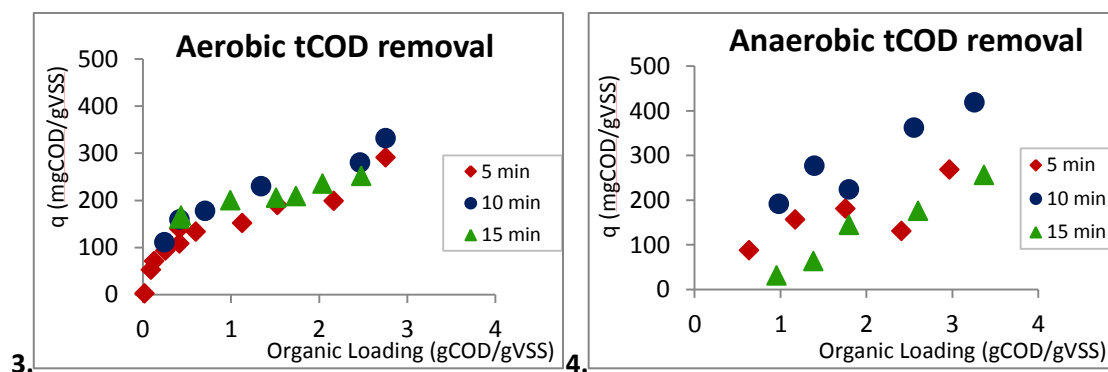 Aerobic tCOD removal
q (mgCOD/gVSS)
500
400
300
200
100
0
0 1 2 3 4
Organic Loading (gCOD/gVSS)
5 min
10 min
15 min
3.
Anaerobic tCOD removal
q (mgCOD/gVSS)
500
400
300
200
100
0
0 1 2 3 4
Organic Loading (gCOD/gVSS)
5 min
10 min
15 min
4.